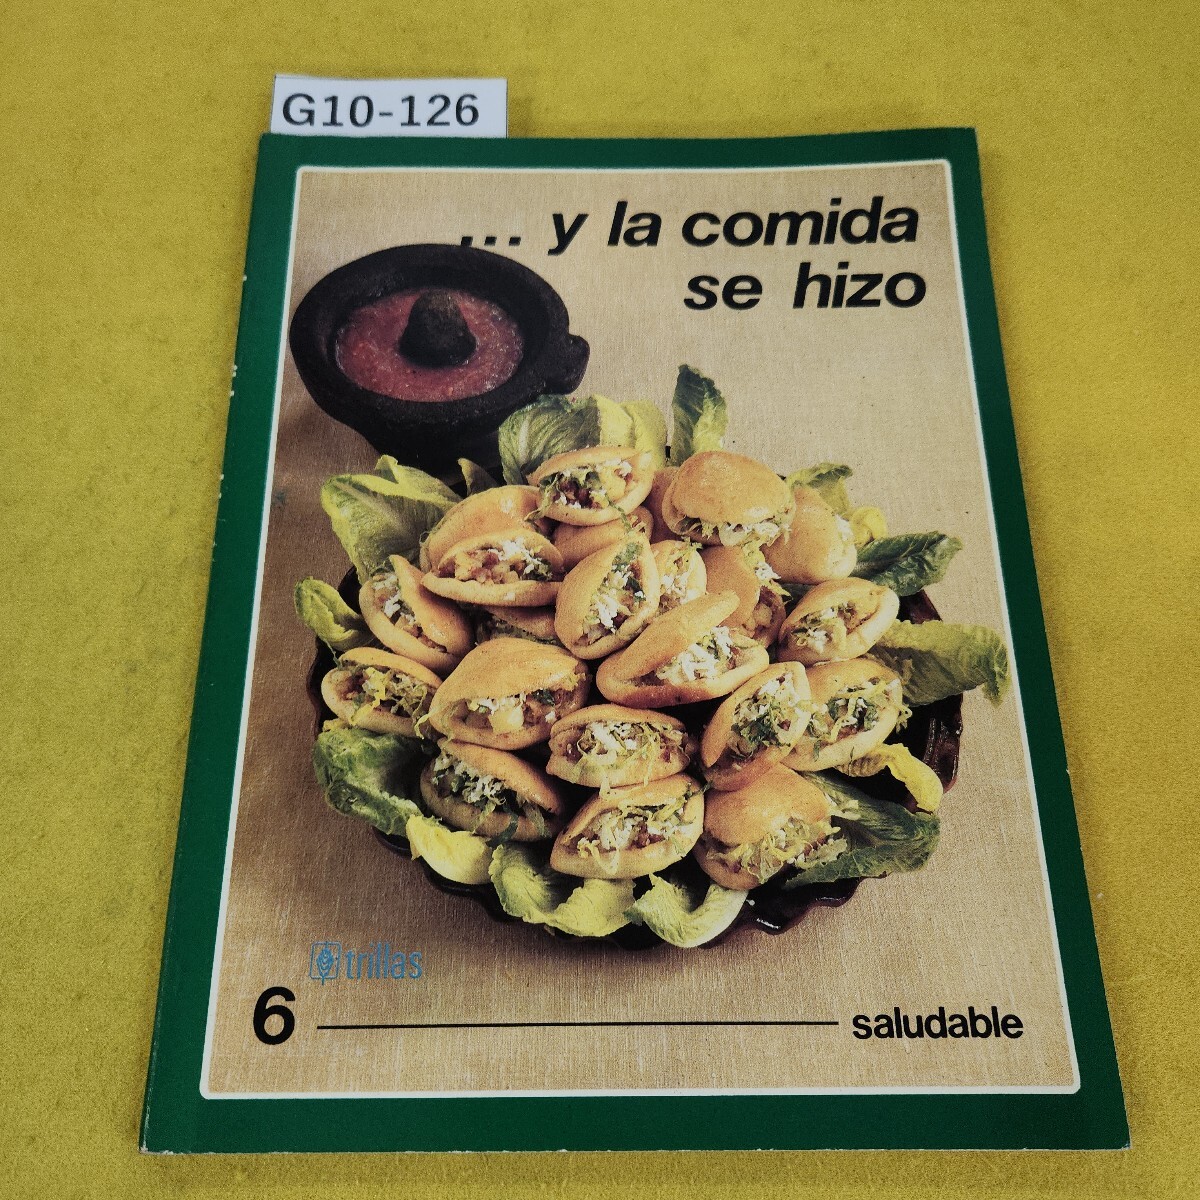 G10-126
... y la comida
se hizo
trillas
6
saludable